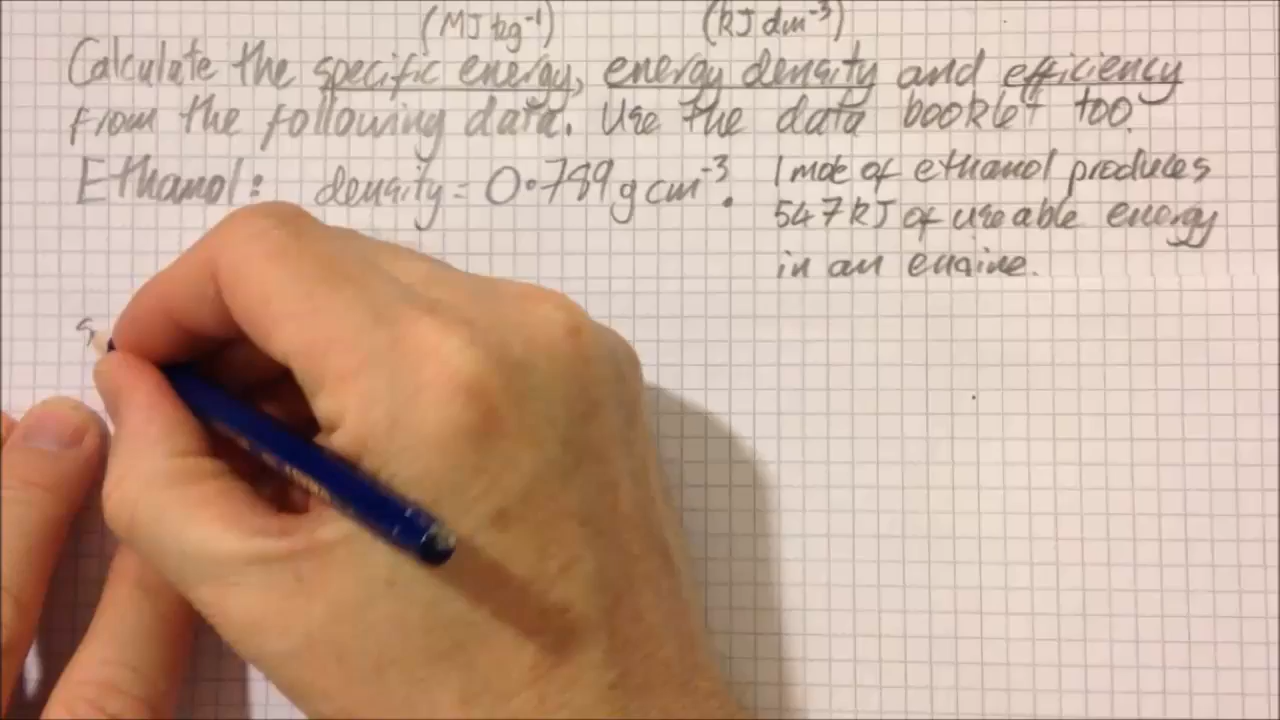 (MJ kg⁻¹) (kJ dm⁻³)
Calculate the specific energy, energy density and efficiency
from the following data. Use the data booklet too.
Ethanol: density = 0.789 g cm⁻³. 1 mole of ethanol produces
547 kJ of useable energy
in an engine.
S